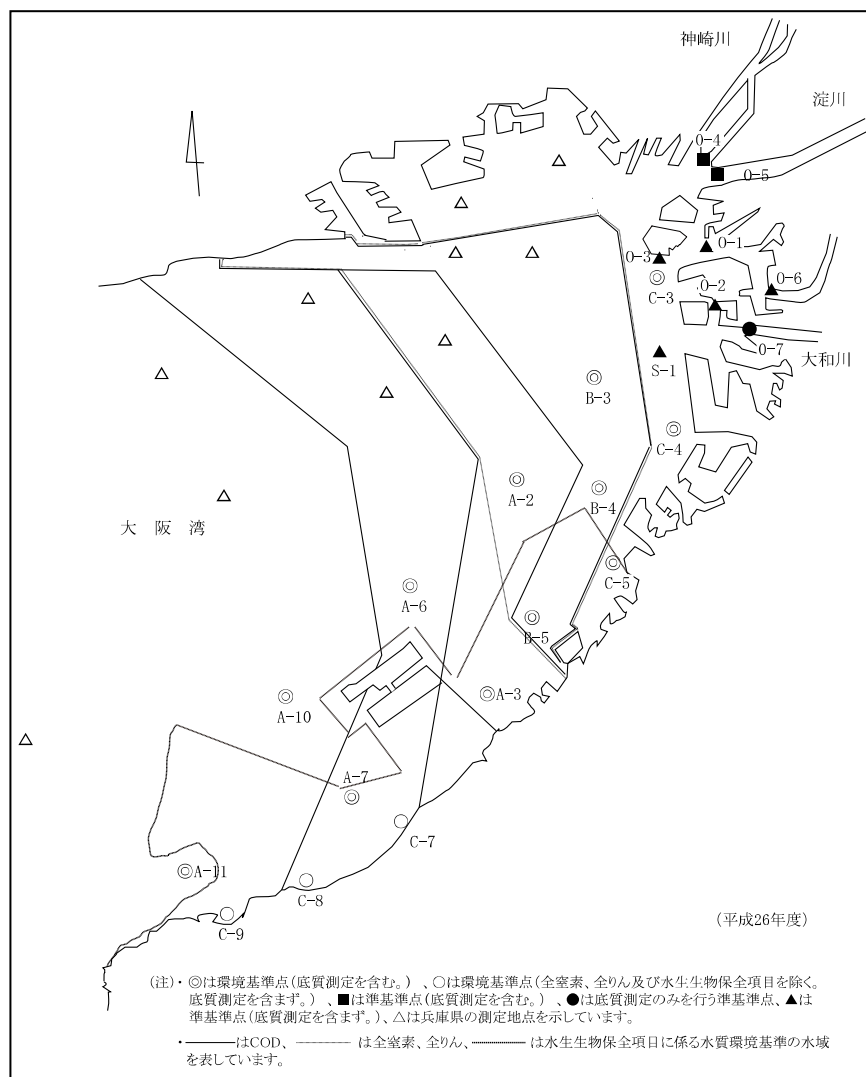 神崎川
淀川
O-4
O-5
O-1
O-3
C-3
O-2
O-6
O-7
大和川
S-1
B-3
C-4
A-2
B-4
大 阪 湾
C-5
A-6
B-5
A-3
A-10
A-7
C-7
A-11
C-8
C-9
(平成26年度)
(注)・ ◎は環境基準点(底質測定を含む。) 、○は環境基準点(全窒素、全りん及び水生生物保全項目を除く。
底質測定を含まず。) 、■は準基準点(底質測定を含む。) 、●は底質測定のみを行う準基準点、▲は
準基準点(底質測定を含まず。)、△は兵庫県の測定地点を示しています。
・———はCOD、 ———— は全窒素、全りん、———— は水生生物保全項目に係る水質環境基準の水域
を表しています。